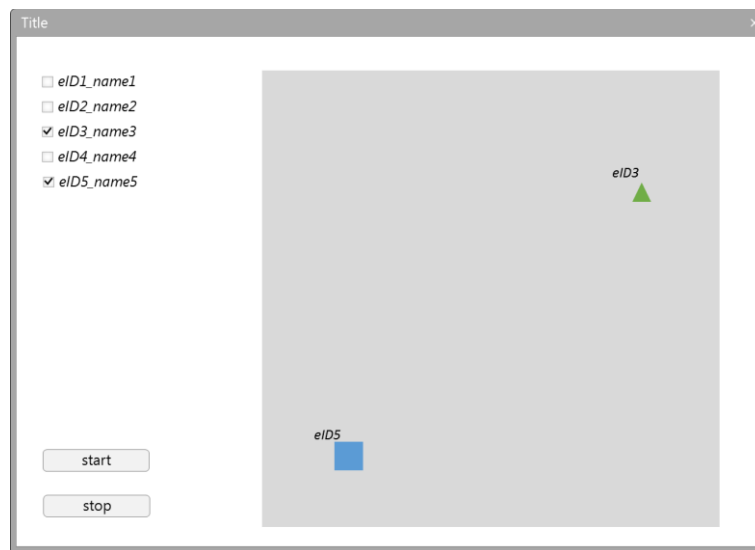 Title
eID1_name1
eID2_name2
eID3_name3
eID4_name4
eID5_name5
eID3
eID5
start
stop